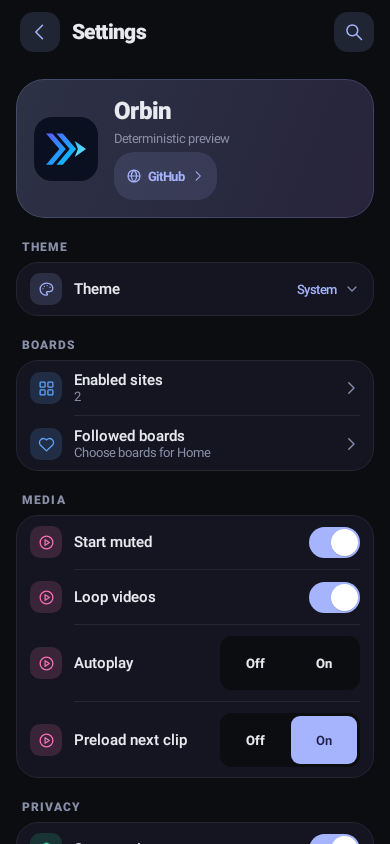 Settings
Orbin
Deterministic preview
GitHub
THEME
Theme
System
BOARDS
Enabled sites
2
Followed boards
Choose boards for Home
MEDIA
Start muted
Loop videos
Autoplay
Off
On
Preload next clip
Off
On
PRIVACY